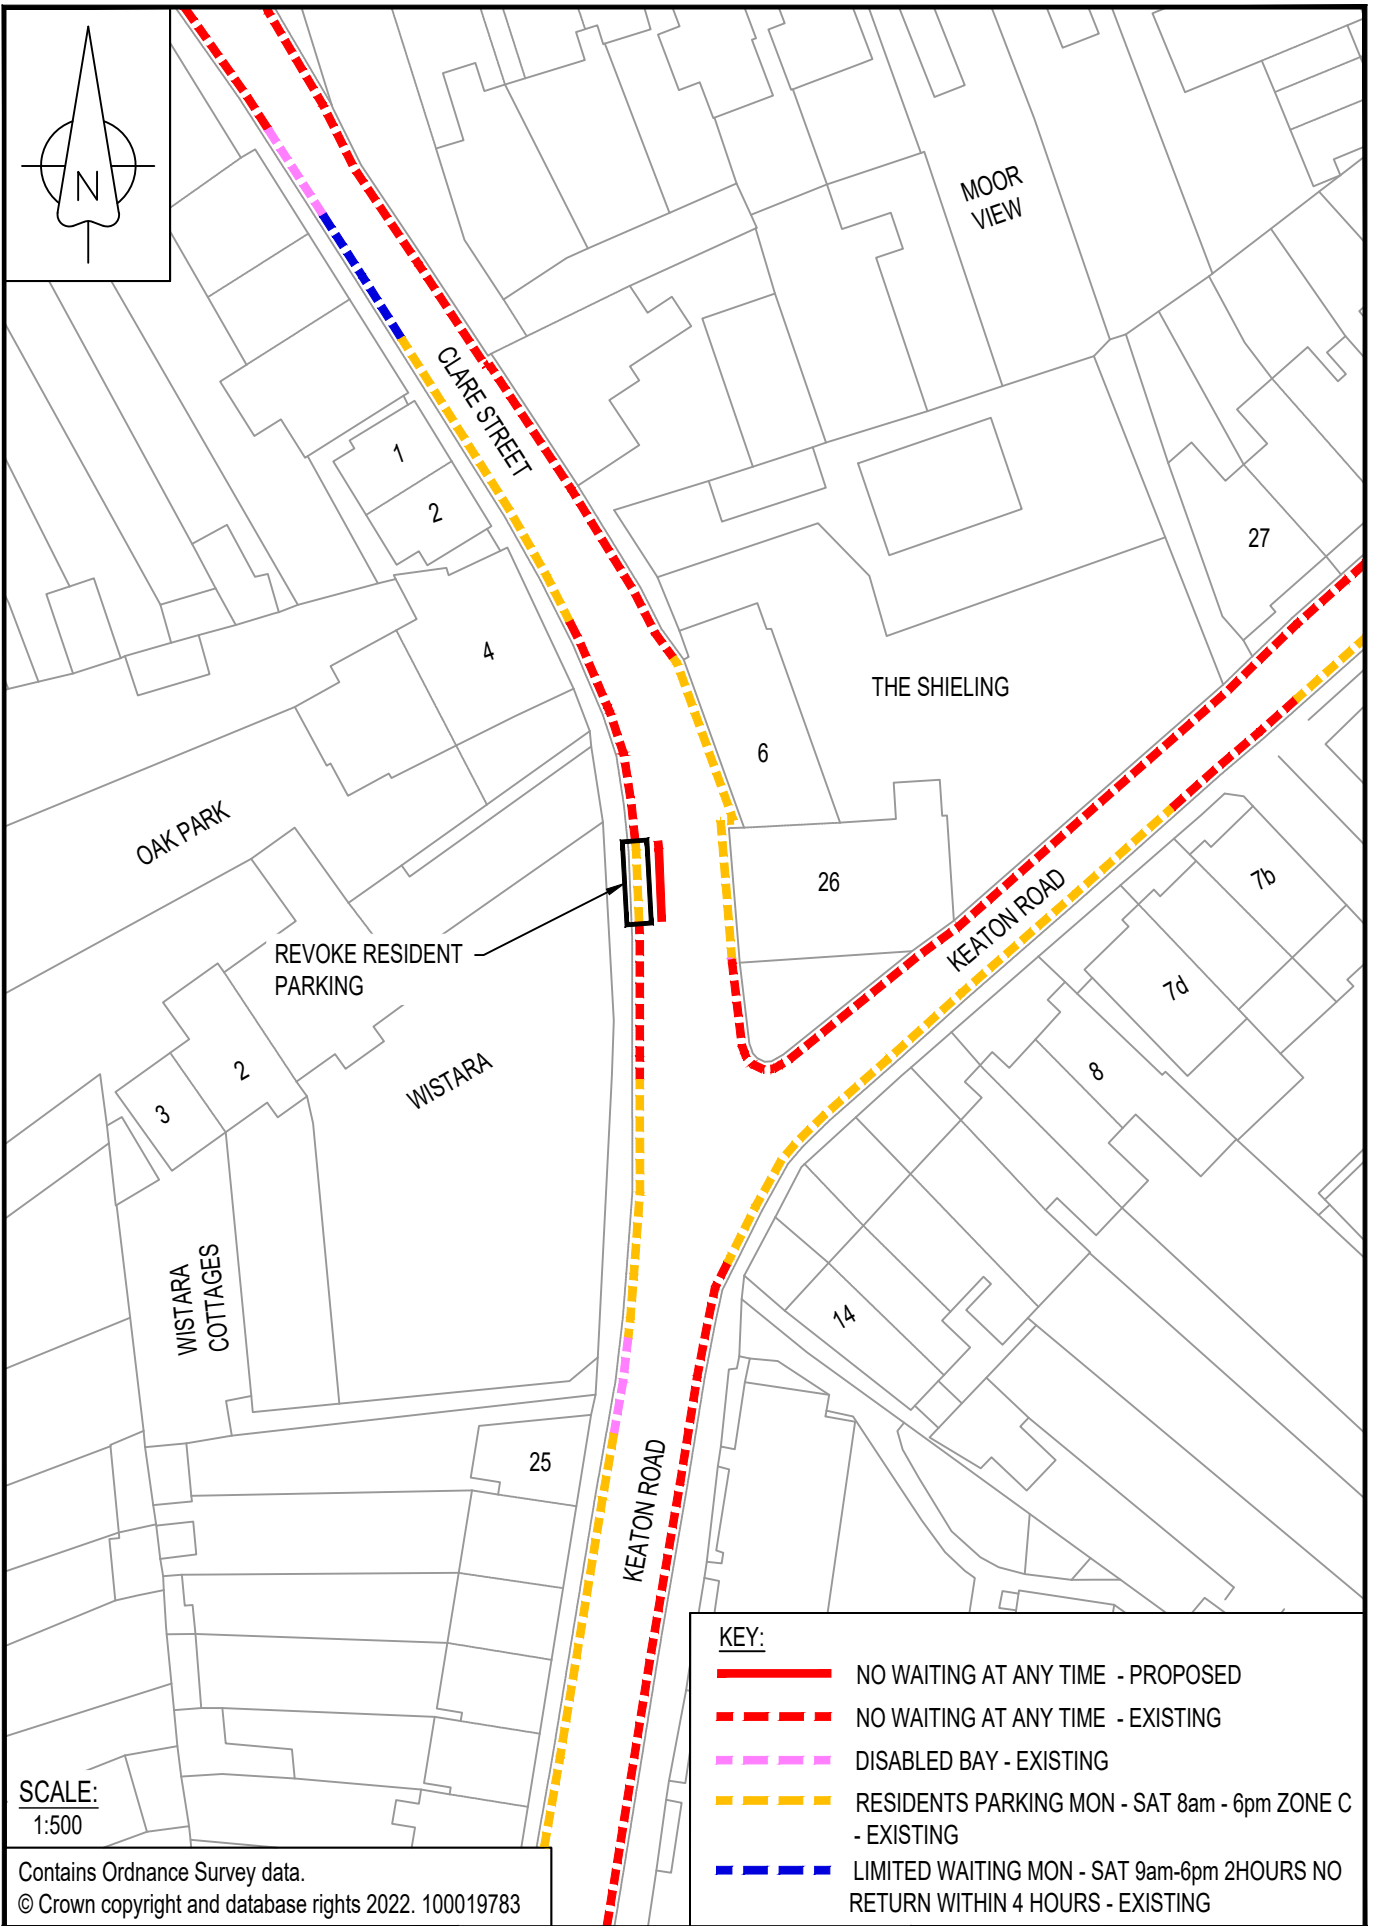 N
MOOR
VIEW
CLARE STREET
1
2
27
4
THE SHIELING
6
OAK PARK
26
7b
KEATON ROAD
REVOKE RESIDENT
PARKING
7d
2
WISTARA
8
3
WISTARA
COTTAGES
14
25
KEATON ROAD
KEY:
NO WAITING AT ANY TIME - PROPOSED
NO WAITING AT ANY TIME - EXISTING
DISABLED BAY - EXISTING
RESIDENTS PARKING MON - SAT 8am - 6pm ZONE C
- EXISTING
LIMITED WAITING MON - SAT 9am-6pm 2HOURS NO
RETURN WITHIN 4 HOURS - EXISTING
SCALE:
1:500
Contains Ordnance Survey data.
© Crown copyright and database rights 2022. 100019783